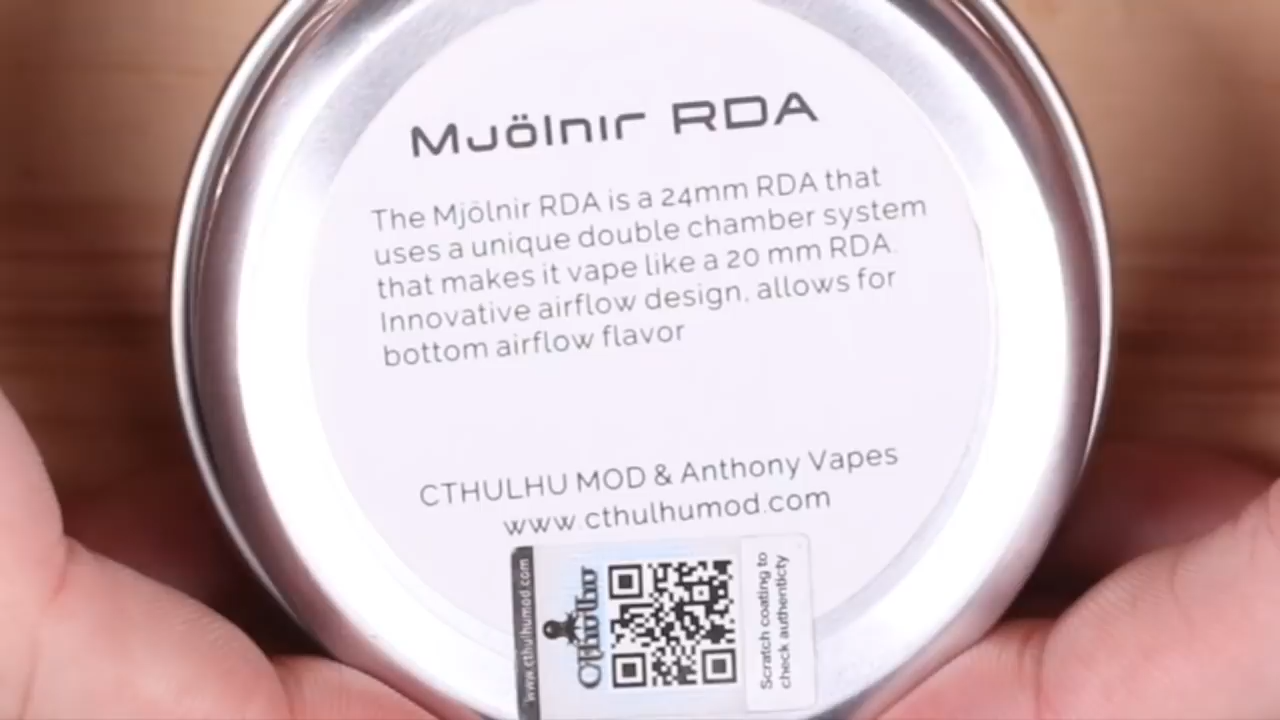 Mjölnir RDA
The Mjölnir RDA is a 24mm RDA that
uses a unique double chamber system
that makes it vape like a 20 mm RDA
Innovative airflow design, allows for
bottom airflow flavor
CTHULHU MOD & Anthony Vapes
www.cthulhumod.com
www.cthulhumod.com
Cthulhu
Scratch coating to
check authenticty